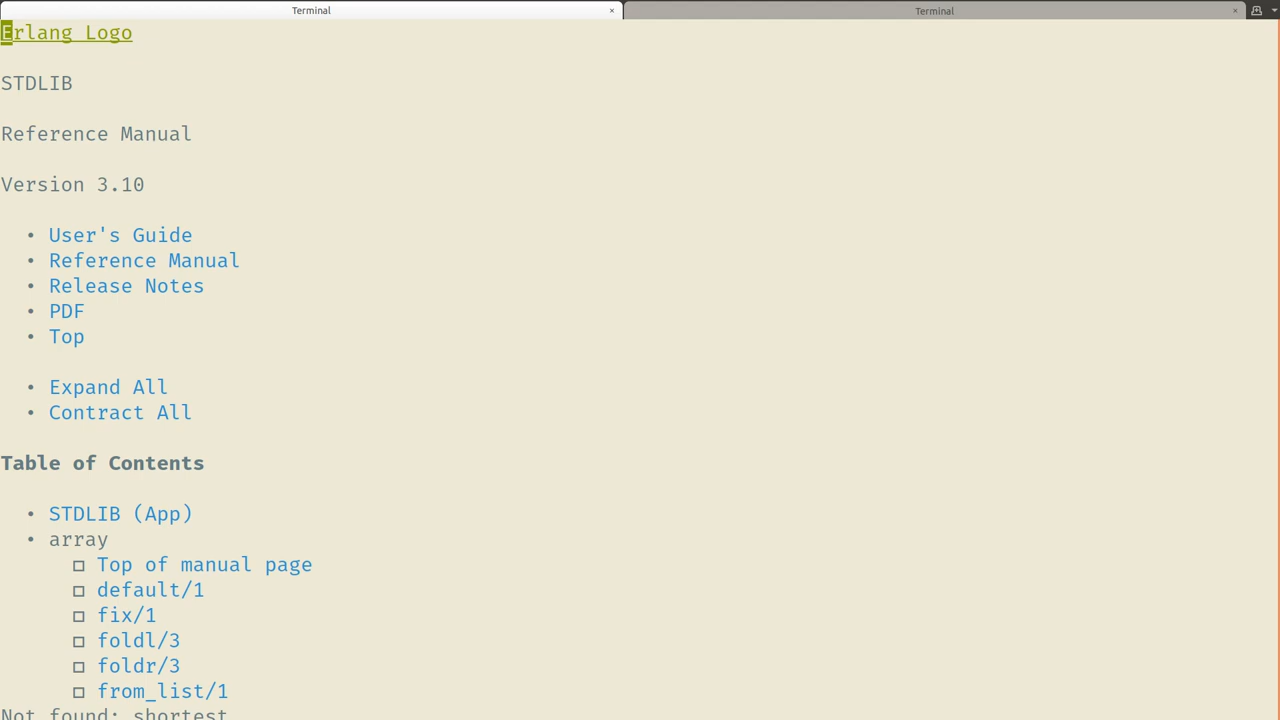 Terminal × Terminal ×
Erlang Logo
STDLIB
Reference Manual
Version 3.10
• User's Guide
• Reference Manual
• Release Notes
• PDF
• Top
• Expand All
• Contract All
Table of Contents
• STDLIB (App)
• array
□ Top of manual page
□ default/1
□ fix/1
□ foldl/3
□ foldr/3
□ from_list/1
Not found: shortest